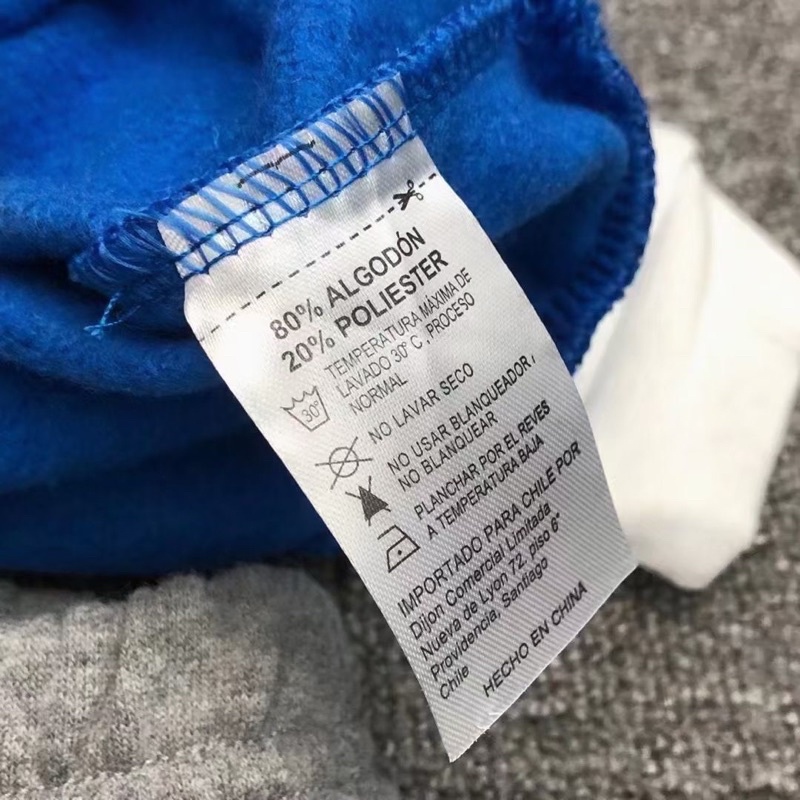 80% ALGODÓN
20% POLIESTER
TEMPERATURA MÁXIMA DE
LAVADO 30° C , PROCESO
NORMAL
30°
NO LAVAR SECO
NO USAR BLANQUEADOR ,
NO BLANQUEAR
PLANCHAR POR EL REVES
A TEMPERATURA BAJA
IMPORTADO PARA CHILE POR
Dijon Comercial Limitada
Nueva de Lyon 72, piso 6°
Providencia, Santiago
Chile
HECHO EN CHINA